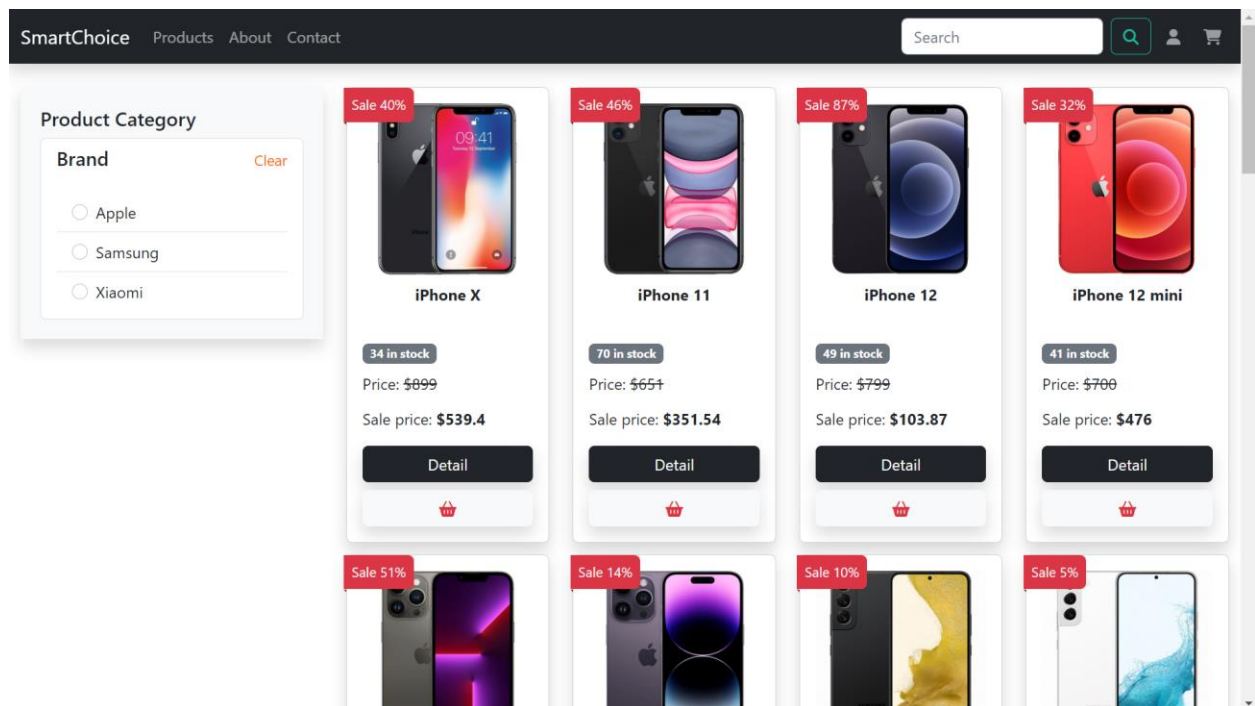 SmartChoice Products About Contact Search
Product Category
Brand Clear
Apple
Samsung
Xiaomi
Sale 40%
09:41
iPhone X
34 in stock
Price: $899
Sale price: $539.4
Detail
Sale 46%
iPhone 11
70 in stock
Price: $651
Sale price: $351.54
Detail
Sale 87%
iPhone 12
49 in stock
Price: $799
Sale price: $103.87
Detail
Sale 32%
iPhone 12 mini
41 in stock
Price: $700
Sale price: $476
Detail
Sale 51%
Sale 14%
Sale 10%
Sale 5%